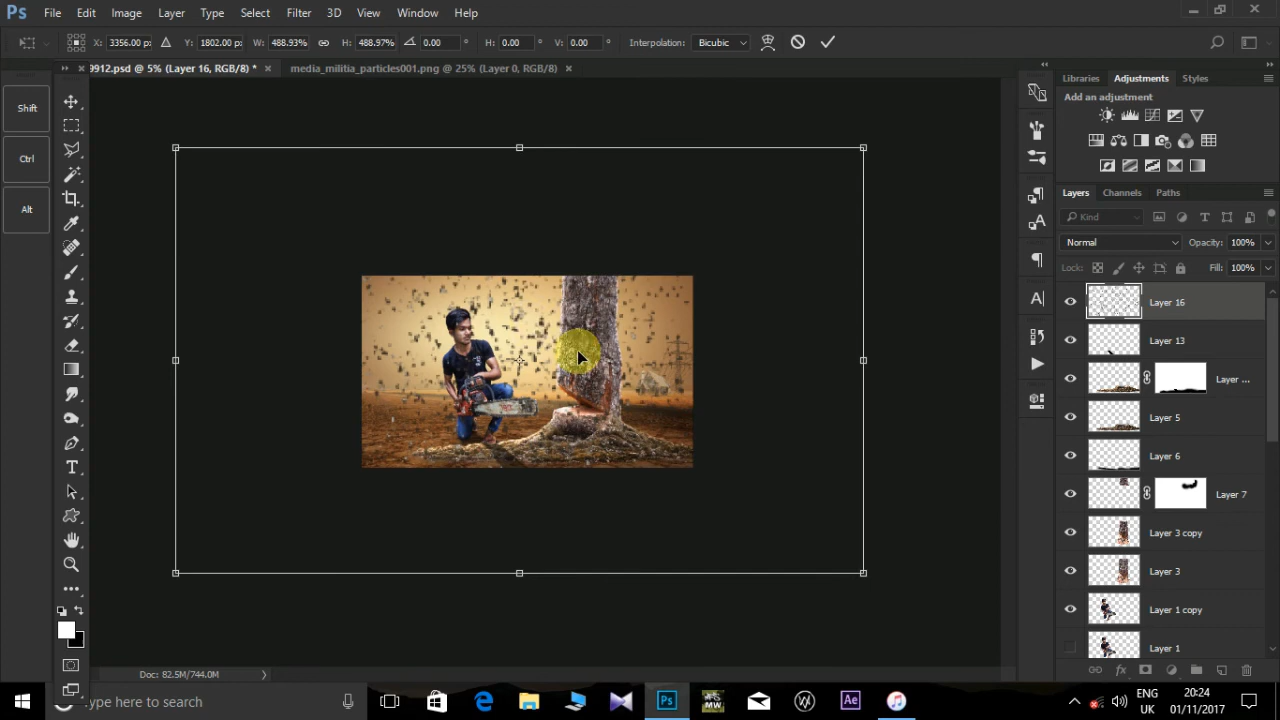 Ps File Edit Image Layer Type Select Filter 3D View Window Help
X: 3356.00 px Y: 1802.00 px W: 488.93% H: 488.97% 0.00 ° H: 0.00 ° V: 0.00 ° Interpolation: Bicubic
9912.psd @ 5% (Layer 16, RGB/8) * × media_militia_particles001.png @ 25% (Layer 0, RGB/8) ×
Shift
Ctrl
Alt
Libraries Adjustments Styles
Add an adjustment
Layers Channels Paths
Kind
Normal Opacity: 100%
Lock: Fill: 100%
Layer 16
Layer 13
Layer ...
Layer 5
Layer 6
Layer 7
Layer 3 copy
Layer 3
Layer 1 copy
Layer 1
Doc: 82.5M/744.0M
Type here to search
Ps MW Ae
ENG
UK
20:24
01/11/2017